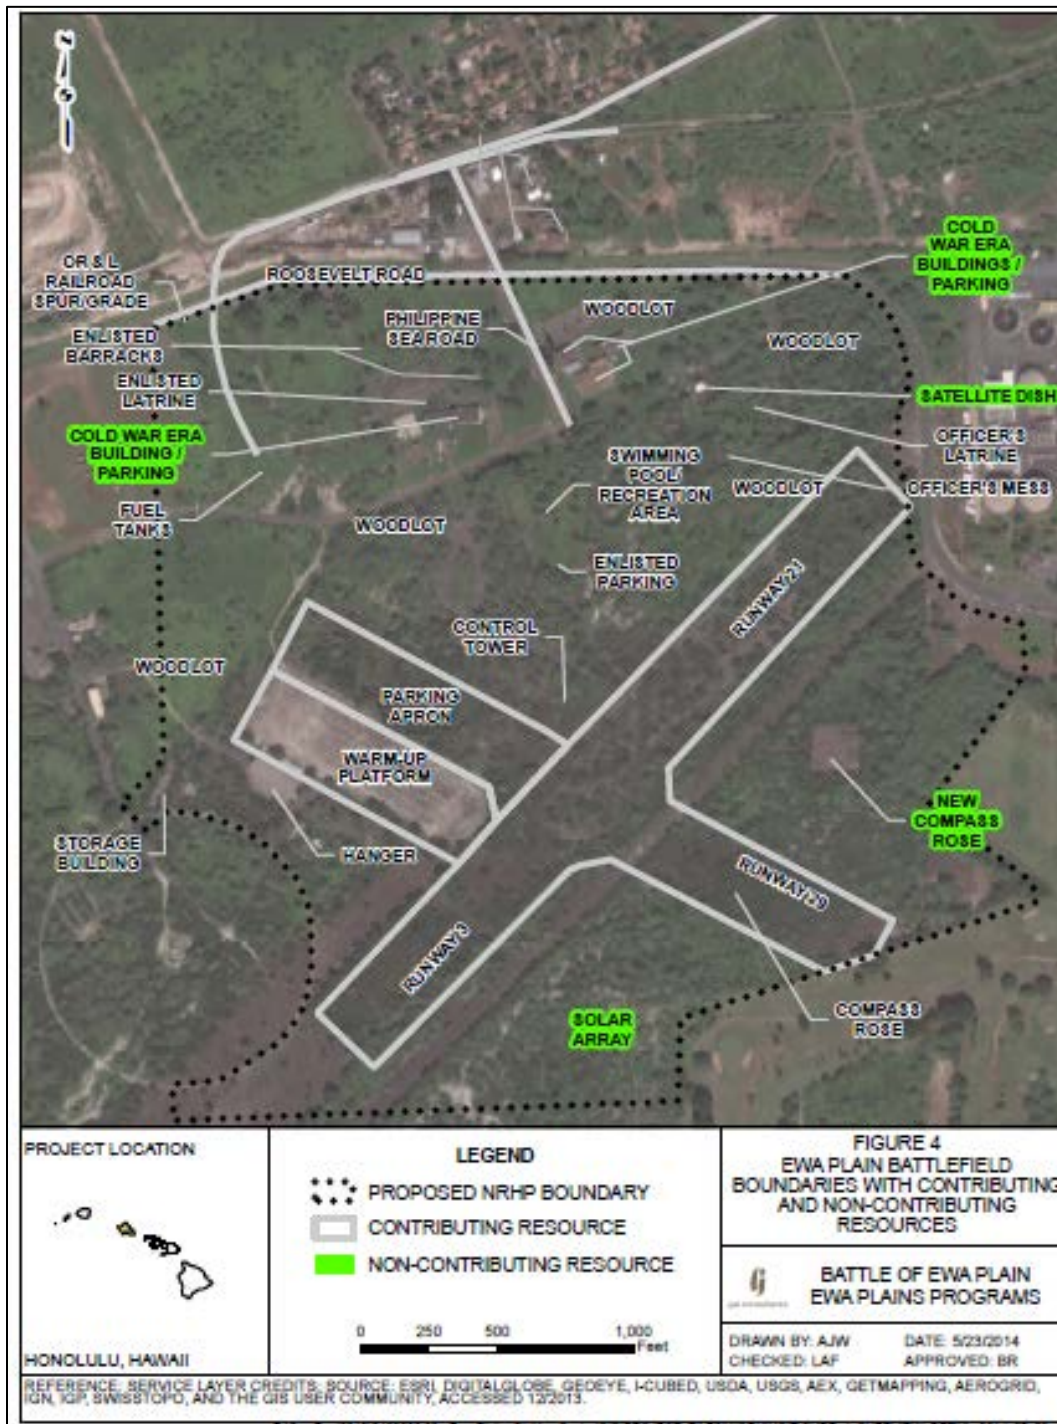 N
COLD
WAR ERA
BUILDINGS /
PARKING
OR & L
RAILROAD
SPUR/GRADE
ROOSEVELT ROAD
WOODLOT
PHILIPPINE
SEA ROAD
WOODLOT
ENLISTED
BARRACKS
ENLISTED
LATRINE
SATELLITE DISH
COLD WAR ERA
BUILDING /
PARKING
OFFICER'S
LATRINE
SWIMMING
POOL/
RECREATION
AREA
WOODLOT
OFFICER'S MESS
FUEL
TANKS
WOODLOT
ENLISTED
PARKING
RUNWAY 21
CONTROL
TOWER
WOODLOT
PARKING
APRON
WARM-UP
PLATFORM
NEW
COMPASS
ROSE
STORAGE
BUILDING
HANGER
RUNWAY 29
RUNWAY 3
COMPASS
ROSE
SOLAR
ARRAY
PROJECT LOCATION
HONOLULU, HAWAII
LEGEND
PROPOSED NRHP BOUNDARY
CONTRIBUTING RESOURCE
NON-CONTRIBUTING RESOURCE
0 250 500 1,000
Feet
FIGURE 4
EWA PLAIN BATTLEFIELD
BOUNDARIES WITH CONTRIBUTING
AND NON-CONTRIBUTING
RESOURCES
BATTLE OF EWA PLAIN
EWA PLAINS PROGRAMS
DRAWN BY: AJW DATE: 5/23/2014
CHECKED: LAF APPROVED: BR
REFERENCE: SERVICE LAYER CREDITS: SOURCE: ESRI, DIGITALGLOBE, GEOEYE, I-CUBED, USDA, USGS, AEX, GETMAPPING, AEROGRID,
IGN, IGP, SWISSTOPO, AND THE GIS USER COMMUNITY, ACCESSED 12/2013.